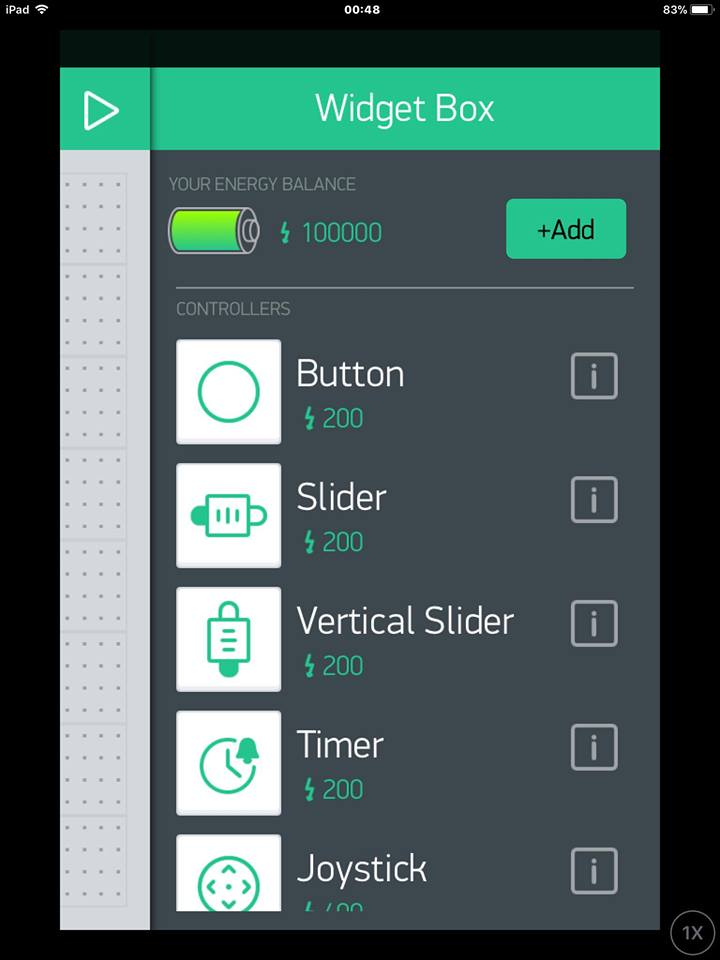 iPad 00:48 83%
Widget Box
YOUR ENERGY BALANCE
100000
+Add
CONTROLLERS
Button
200
Slider
200
Vertical Slider
200
Timer
200
Joystick
1X